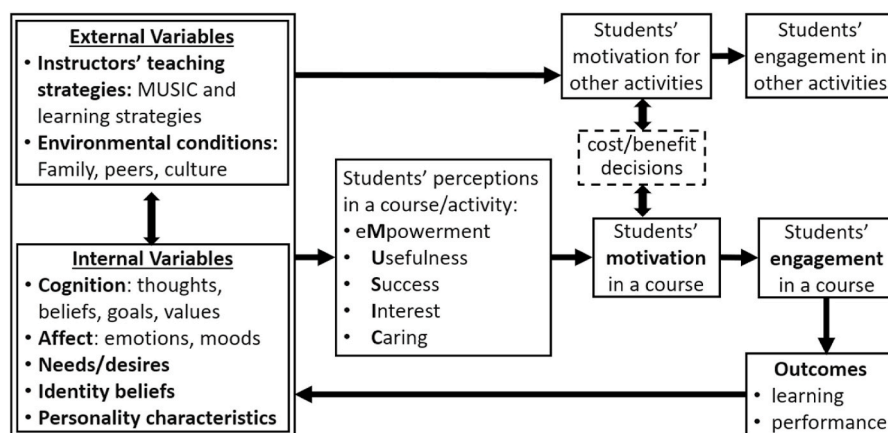 External Variables
• Instructors' teaching
strategies: MUSIC and
learning strategies
• Environmental conditions:
Family, peers, culture
Internal Variables
• Cognition: thoughts,
beliefs, goals, values
• Affect: emotions, moods
• Needs/desires
• Identity beliefs
• Personality characteristics
Students' perceptions
in a course/activity:
• eMpowerment
• Usefulness
• Success
• Interest
• Caring
Students'
motivation for
other activities
Students'
engagement in
other activities
cost/benefit
decisions
Students'
motivation
in a course
Students'
engagement
in a course
Outcomes
• learning
• performance